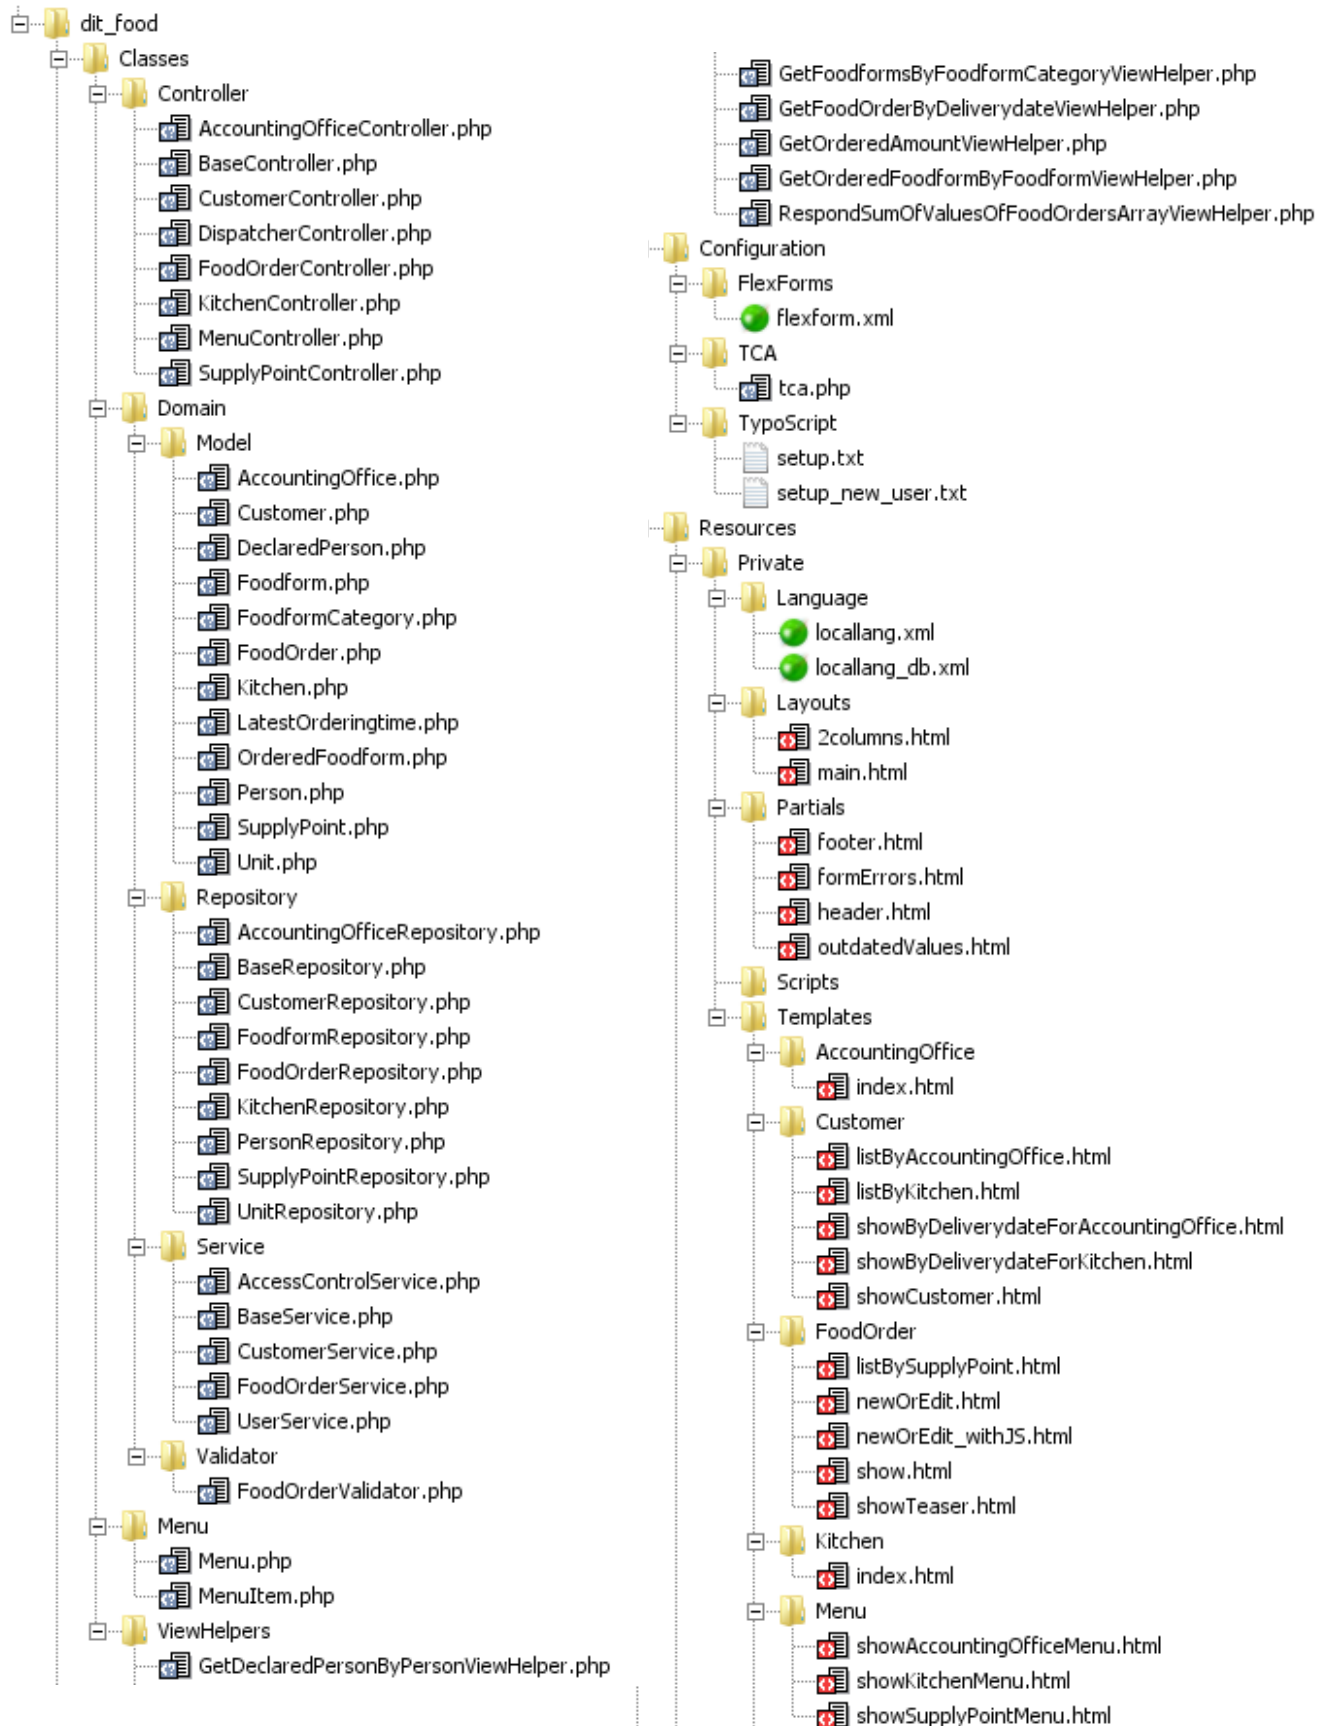 dit_food
Classes
Controller
AccountingOfficeController.php
BaseController.php
CustomerController.php
DispatcherController.php
FoodOrderController.php
KitchenController.php
MenuController.php
SupplyPointController.php
Domain
Model
AccountingOffice.php
Customer.php
DeclaredPerson.php
Foodform.php
FoodformCategory.php
FoodOrder.php
Kitchen.php
LatestOrderingtime.php
OrderedFoodform.php
Person.php
SupplyPoint.php
Unit.php
Repository
AccountingOfficeRepository.php
BaseRepository.php
CustomerRepository.php
FoodformRepository.php
FoodOrderRepository.php
KitchenRepository.php
PersonRepository.php
SupplyPointRepository.php
UnitRepository.php
Service
AccessControlService.php
BaseService.php
CustomerService.php
FoodOrderService.php
UserService.php
Validator
FoodOrderValidator.php
Menu
Menu.php
MenuItem.php
ViewHelpers
GetDeclaredPersonByPersonViewHelper.php
GetFoodformsByFoodformCategoryViewHelper.php
GetFoodOrderByDeliverydateViewHelper.php
GetOrderedAmountViewHelper.php
GetOrderedFoodformByFoodformViewHelper.php
RespondSumOfValuesOfFoodOrdersArrayViewHelper.php
Configuration
FlexForms
flexform.xml
TCA
tca.php
TypoScript
setup.txt
setup_new_user.txt
Resources
Private
Language
locallang.xml
locallang_db.xml
Layouts
2columns.html
main.html
Partials
footer.html
formErrors.html
header.html
outdatedValues.html
Scripts
Templates
AccountingOffice
index.html
Customer
listByAccountingOffice.html
listByKitchen.html
showByDeliverydateForAccountingOffice.html
showByDeliverydateForKitchen.html
showCustomer.html
FoodOrder
listBySupplyPoint.html
newOrEdit.html
newOrEdit_withJS.html
show.html
showTeaser.html
Kitchen
index.html
Menu
showAccountingOfficeMenu.html
showKitchenMenu.html
showSupplyPointMenu.html